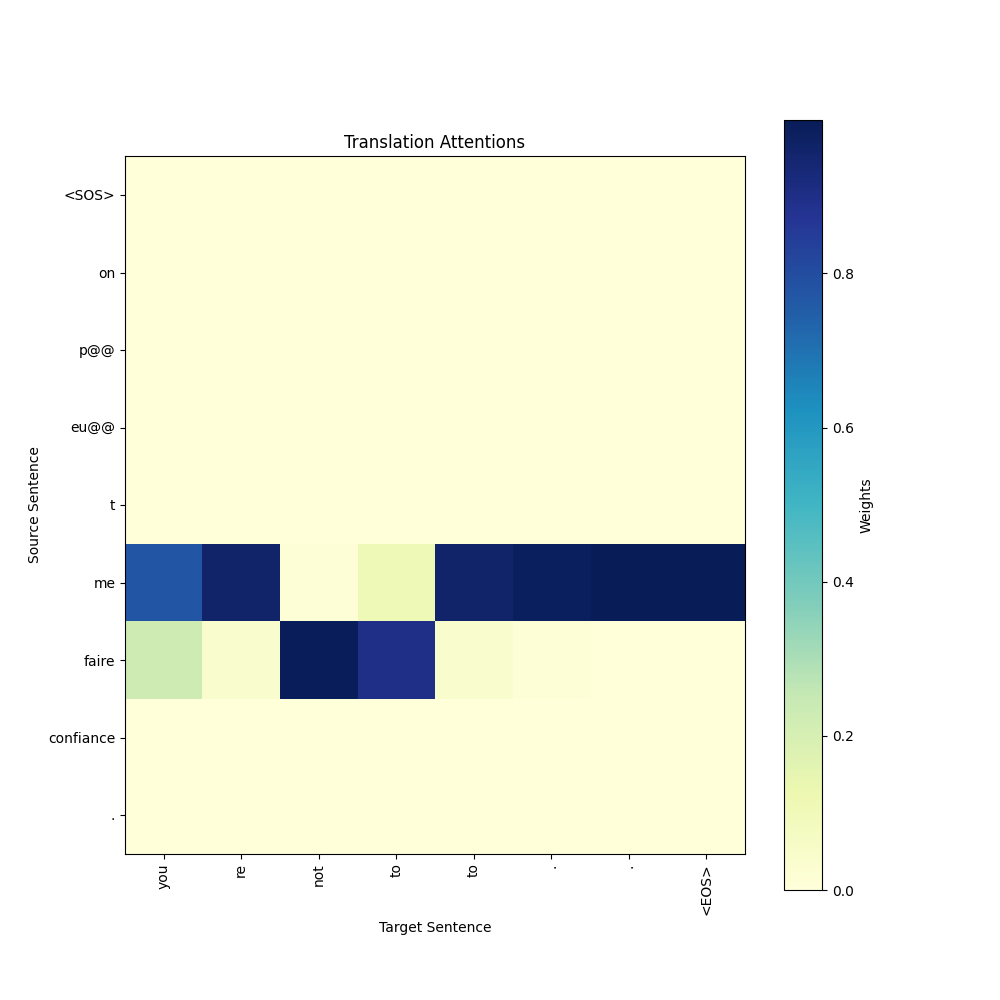 Translation Attentions
<SOS>
on
p@@
eu@@
t
me
faire
confiance
.
Source Sentence
you
re
not
to
to
.
.
<EOS>
Target Sentence
0.8
0.6
0.4
0.2
0.0
Weights